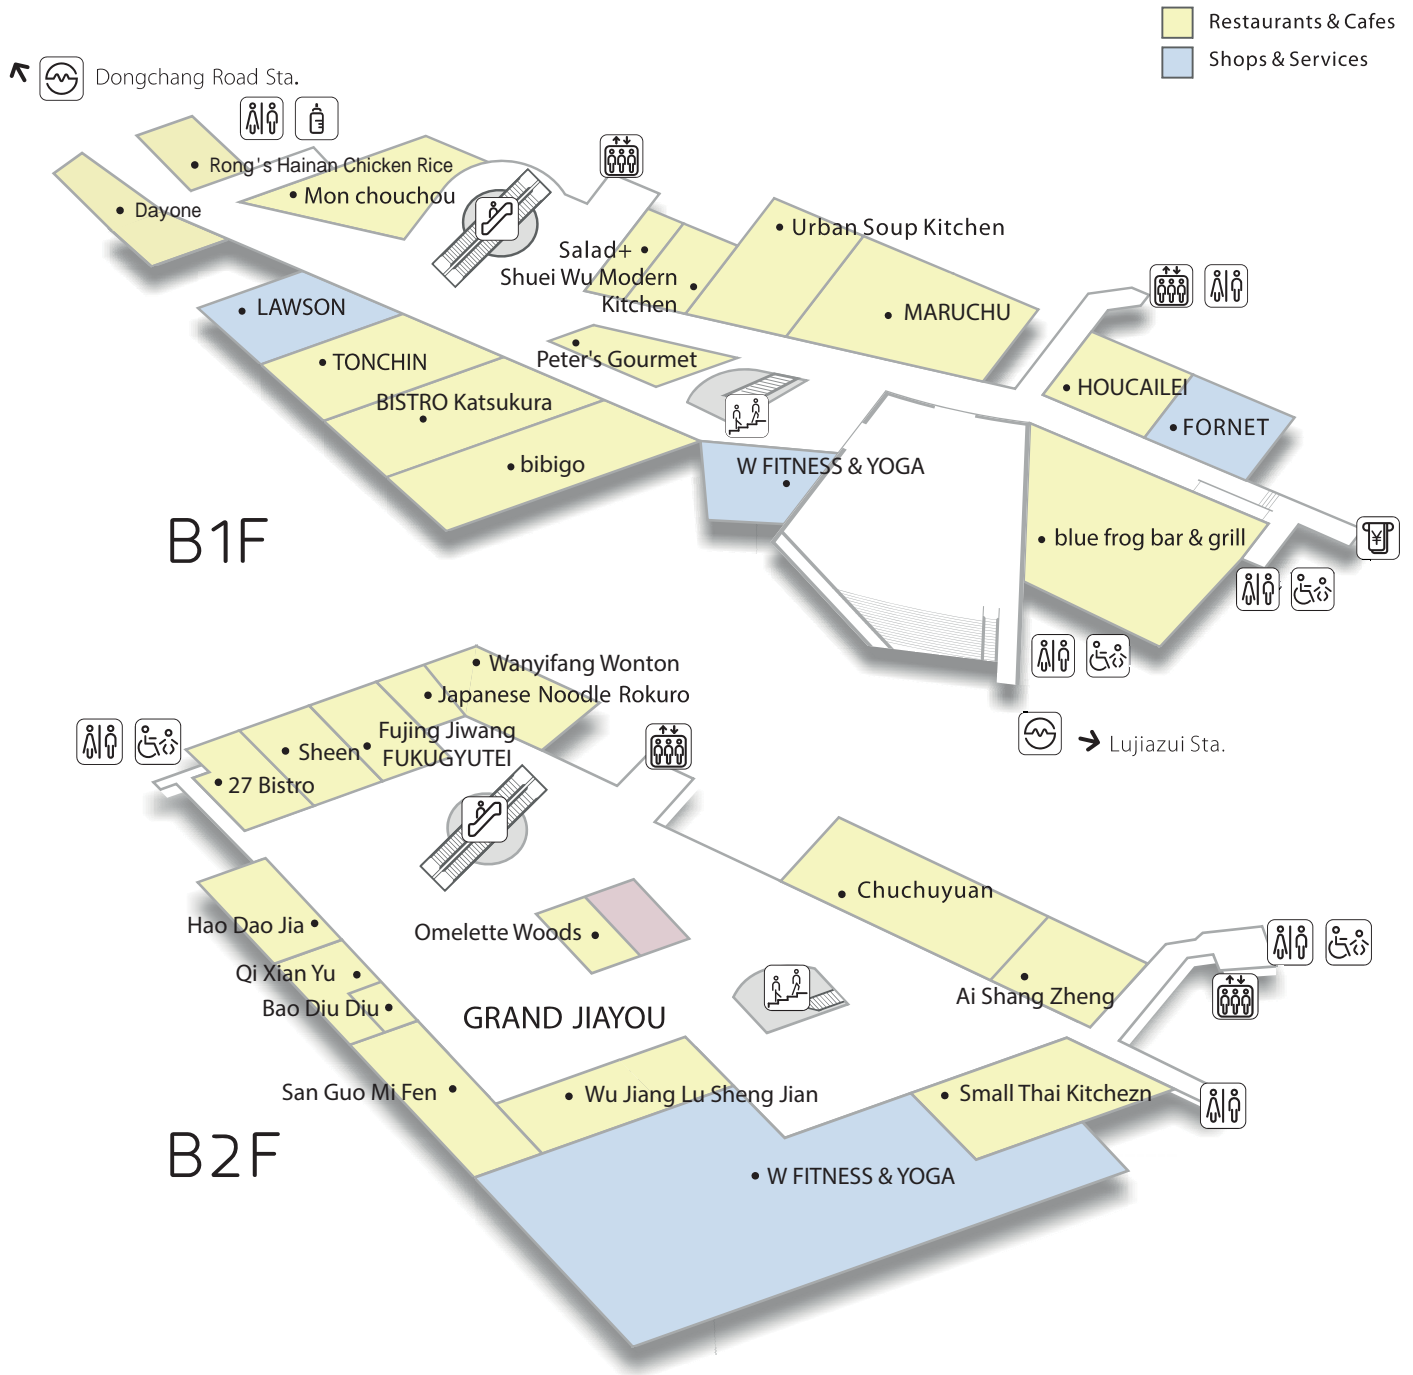 Restaurants & Cafes
Shops & Services
Dongchang Road Sta.
Rong's Hainan Chicken Rice
Mon chouchou
Dayone
Urban Soup Kitchen
Salad+
Shuei Wu Modern
Kitchen
LAWSON
MARUCHU
TONCHIN
Peter's Gourmet
HOUCAILEI
BISTRO Katsukura
FORNET
bibigo
W FITNESS & YOGA
B1F
blue frog bar & grill
¥
Wanyifang Wonton
Japanese Noodle Rokuro
Fujing Jiwang
FUKUGYUTEI
Sheen
27 Bistro
Lujiazui Sta.
Chuchuyuan
Hao Dao Jia
Omelette Woods
Qi Xian Yu
Bao Diu Diu
Ai Shang Zheng
GRAND JIAYOU
San Guo Mi Fen
Wu Jiang Lu Sheng Jian
Small Thai Kitchezn
B2F
W FITNESS & YOGA